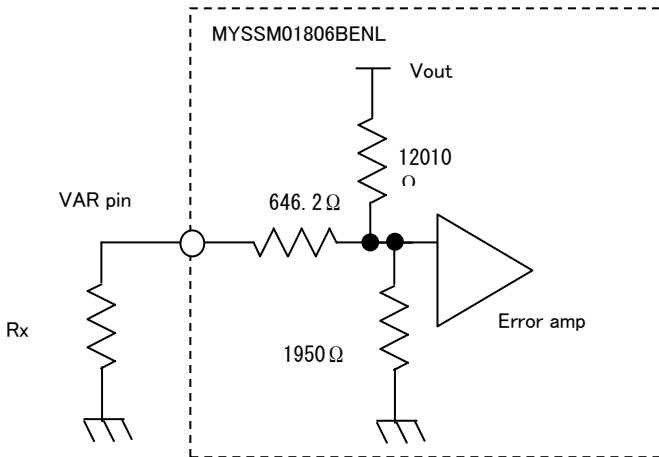 MYSSM01806BENL
Vout
12010
Ω
646.2Ω
VAR pin
Rx
1950Ω
Error amp